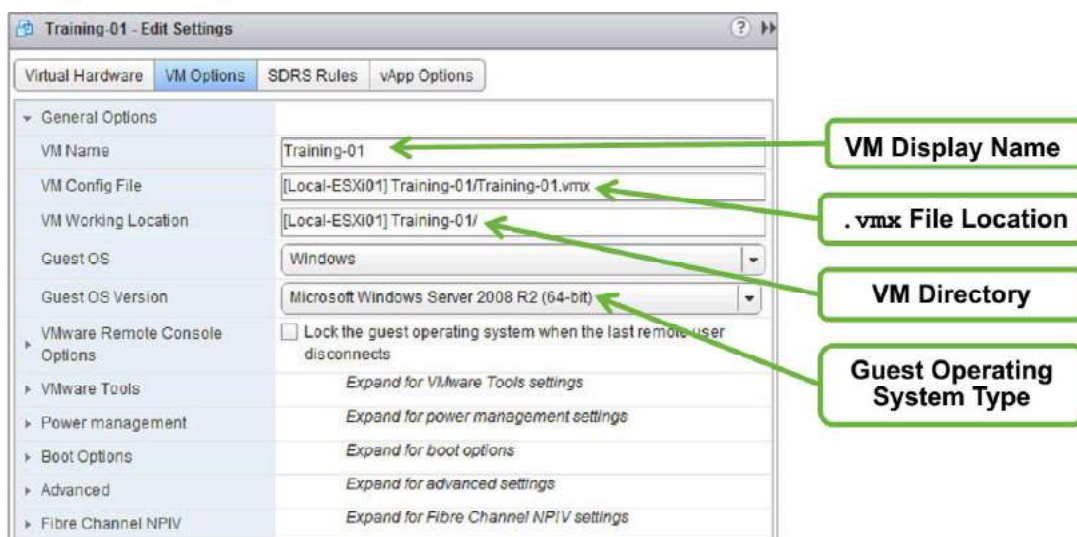 Training-01 - Edit Settings ?
Virtual Hardware VM Options SDRS Rules vApp Options
General Options
VM Name Training-01
VM Config File [Local-ESXi01] Training-01/Training-01.vmx
VM Working Location [Local-ESXi01] Training-01/
Guest OS Windows
Guest OS Version Microsoft Windows Server 2008 R2 (64-bit)
VMware Remote Console Options Lock the guest operating system when the last remote user disconnects
VMware Tools Expand for VMware Tools settings
Power management Expand for power management settings
Boot Options Expand for boot options
Advanced Expand for advanced settings
Fibre Channel NPIV Expand for Fibre Channel NPIV settings
VM Display Name
.vmx File Location
VM Directory
Guest Operating
System Type